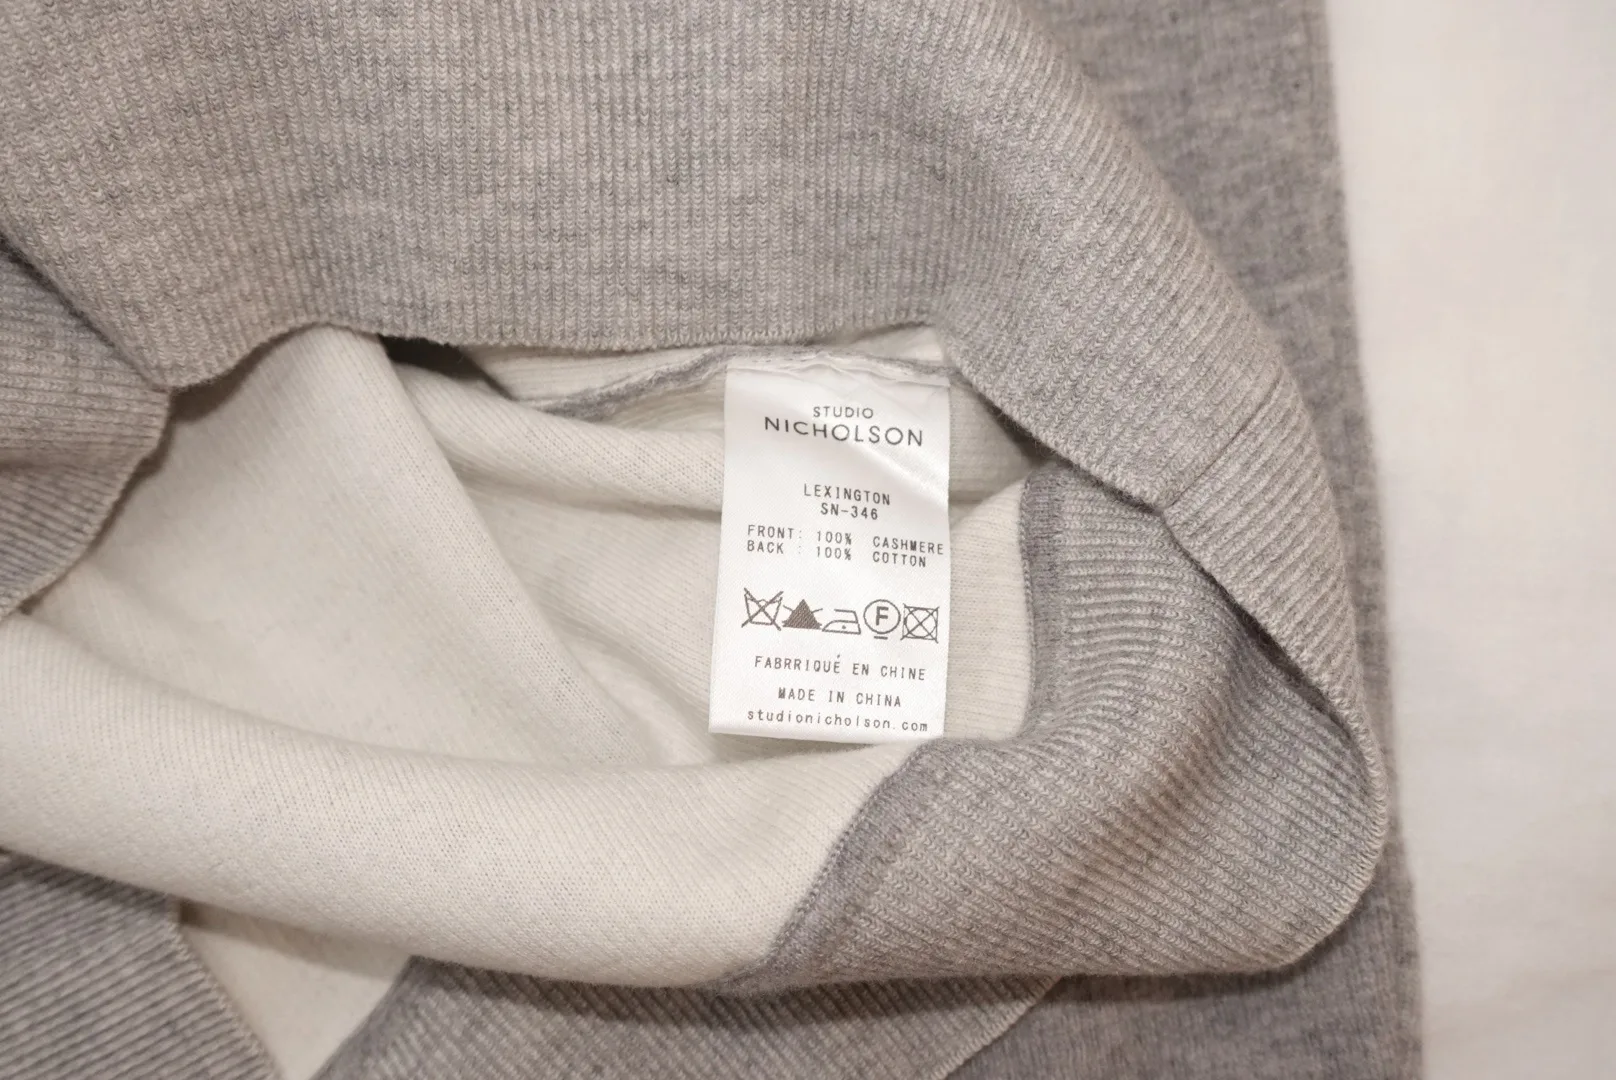 STUDIO
NICHOLSON
LEXINGTON
SN-346
FRONT: 100% CASHMERE
BACK : 100% COTTON
F
FABRRIQUÉ EN CHINE
MADE IN CHINA
studionicholson.com